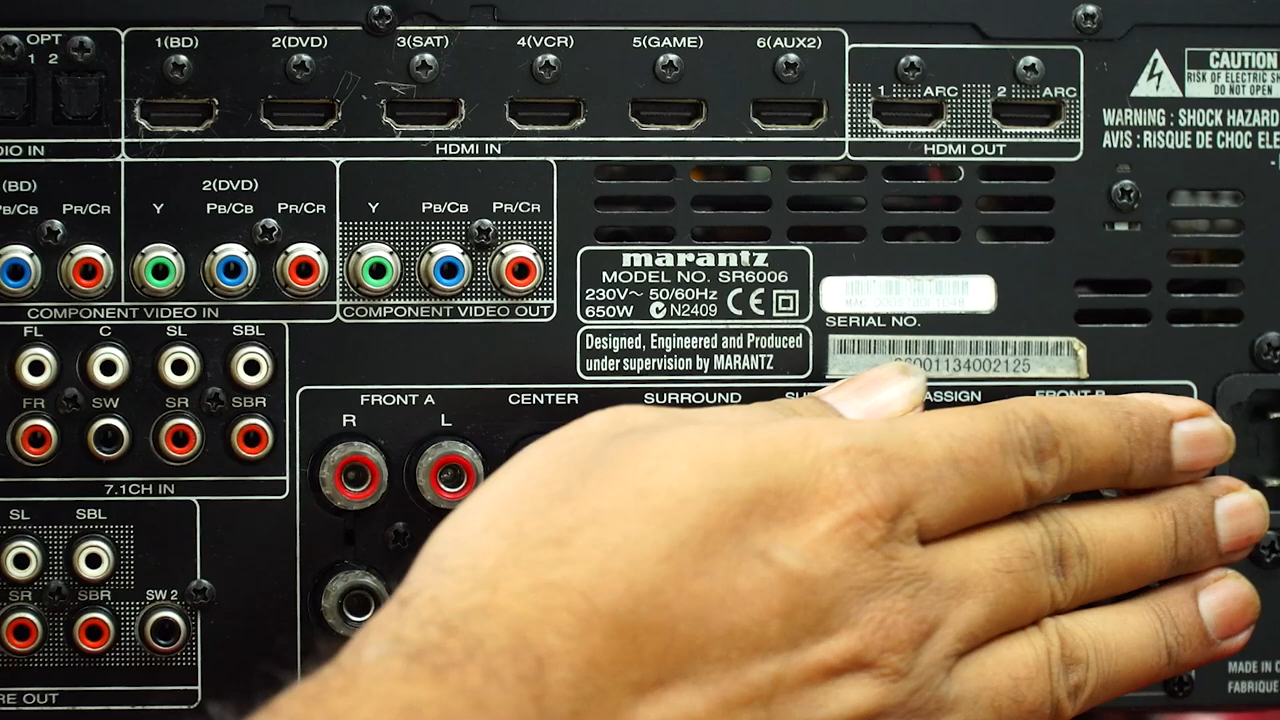 OPT
1 2
1(BD)
2(DVD)
3(SAT)
4(VCR)
5(GAME)
6(AUX2)
1 ARC
2 ARC
HDMI IN
HDMI OUT
CAUTION
RISK OF ELECTRIC
DO NOT OPEN
WARNING : SHOCK HAZARD
AVIS : RISQUE DE CHOC
(BD)
PB/CB
PR/CR
2(DVD)
Y
PB/CB
PR/CR
Y
PB/CB
PR/CR
COMPONENT VIDEO IN
COMPONENT VIDEO OUT
marantz
MODEL NO. SR6006
230V~ 50/60Hz
650W
CE
N2409
SERIAL NO.
Designed, Engineered and Produced
under supervision by MARANTZ
001134002125
FL
C
SL
SBL
FR
SW
SR
SBR
7.1CH IN
FRONT A
CENTER
SURROUND
ASSIGN
FRONT B
R
L
SL
SBL
SR
SBR
SW 2
OUT
MADE IN